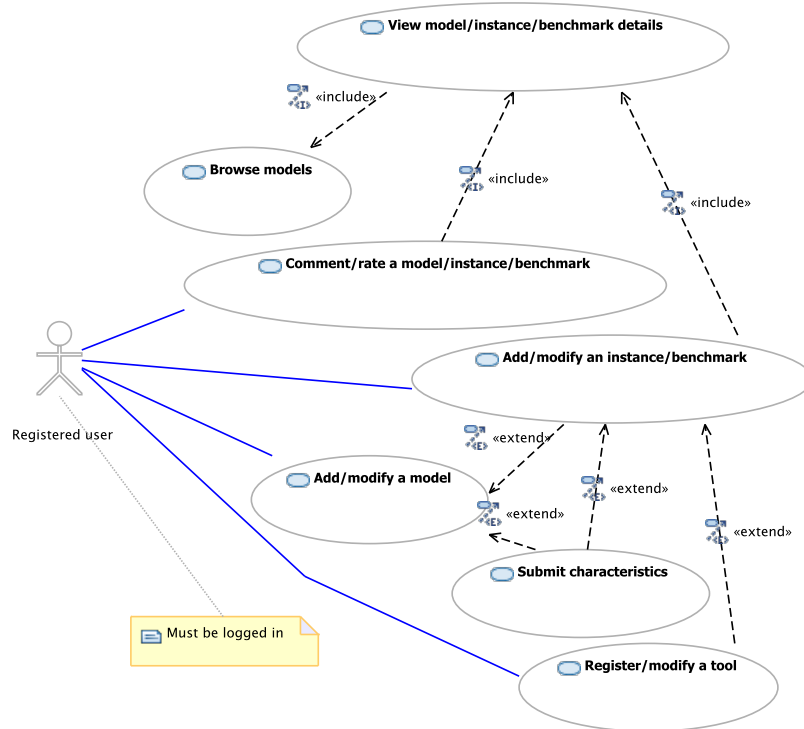 View model/instance/benchmark details
«include»
Browse models
«include»
«include»
Comment/rate a model/instance/benchmark
Add/modify an instance/benchmark
Registered user
«extend»
Add/modify a model
«extend»
«extend»
«extend»
Submit characteristics
Must be logged in
Register/modify a tool